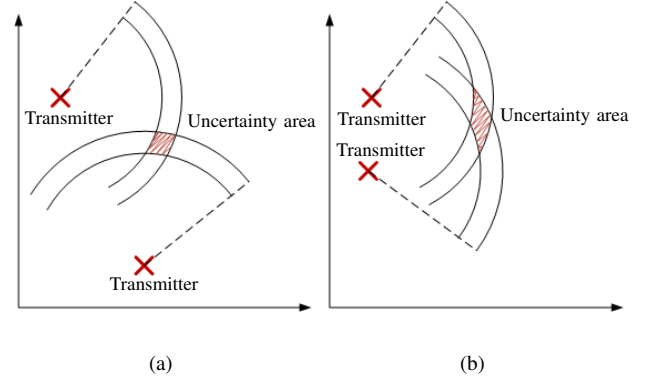 Transmitter
Uncertainty area
Transmitter
(a)
Transmitter
Uncertainty area
Transmitter
(b)